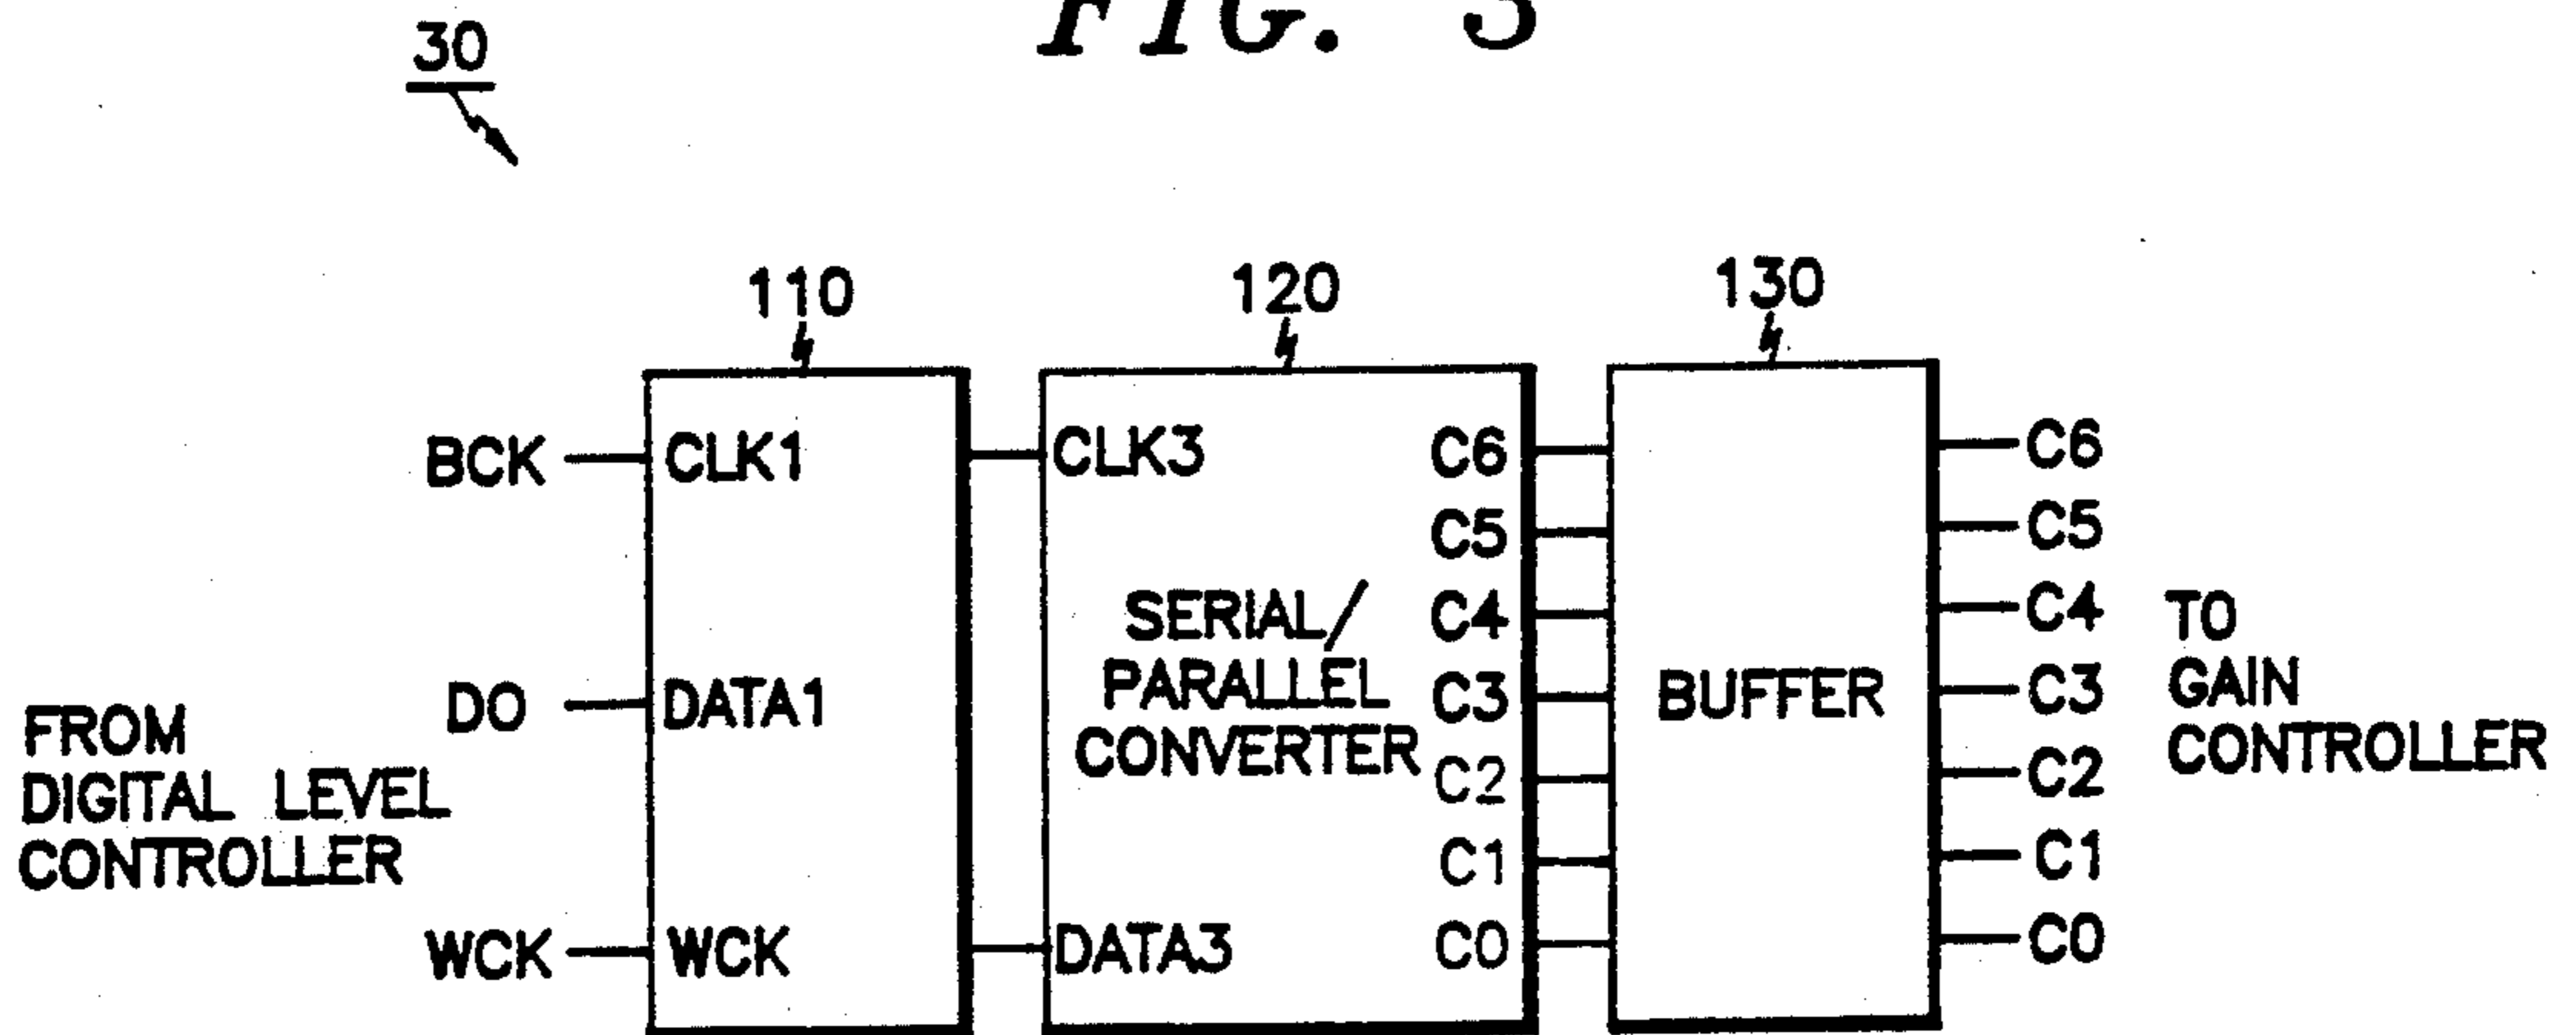 FIG. 3
30
110
120
130
BCK
CLK1
CLK3
C6
C6
C5
C5
SERIAL/
PARALLEL
CONVERTER
C4
C4
TO
GAIN
CONTROLLER
FROM
DIGITAL LEVEL
CONTROLLER
DO
DATA1
C3
BUFFER
C3
C2
C2
C1
C1
WCK
WCK
DATA3
C0
C0